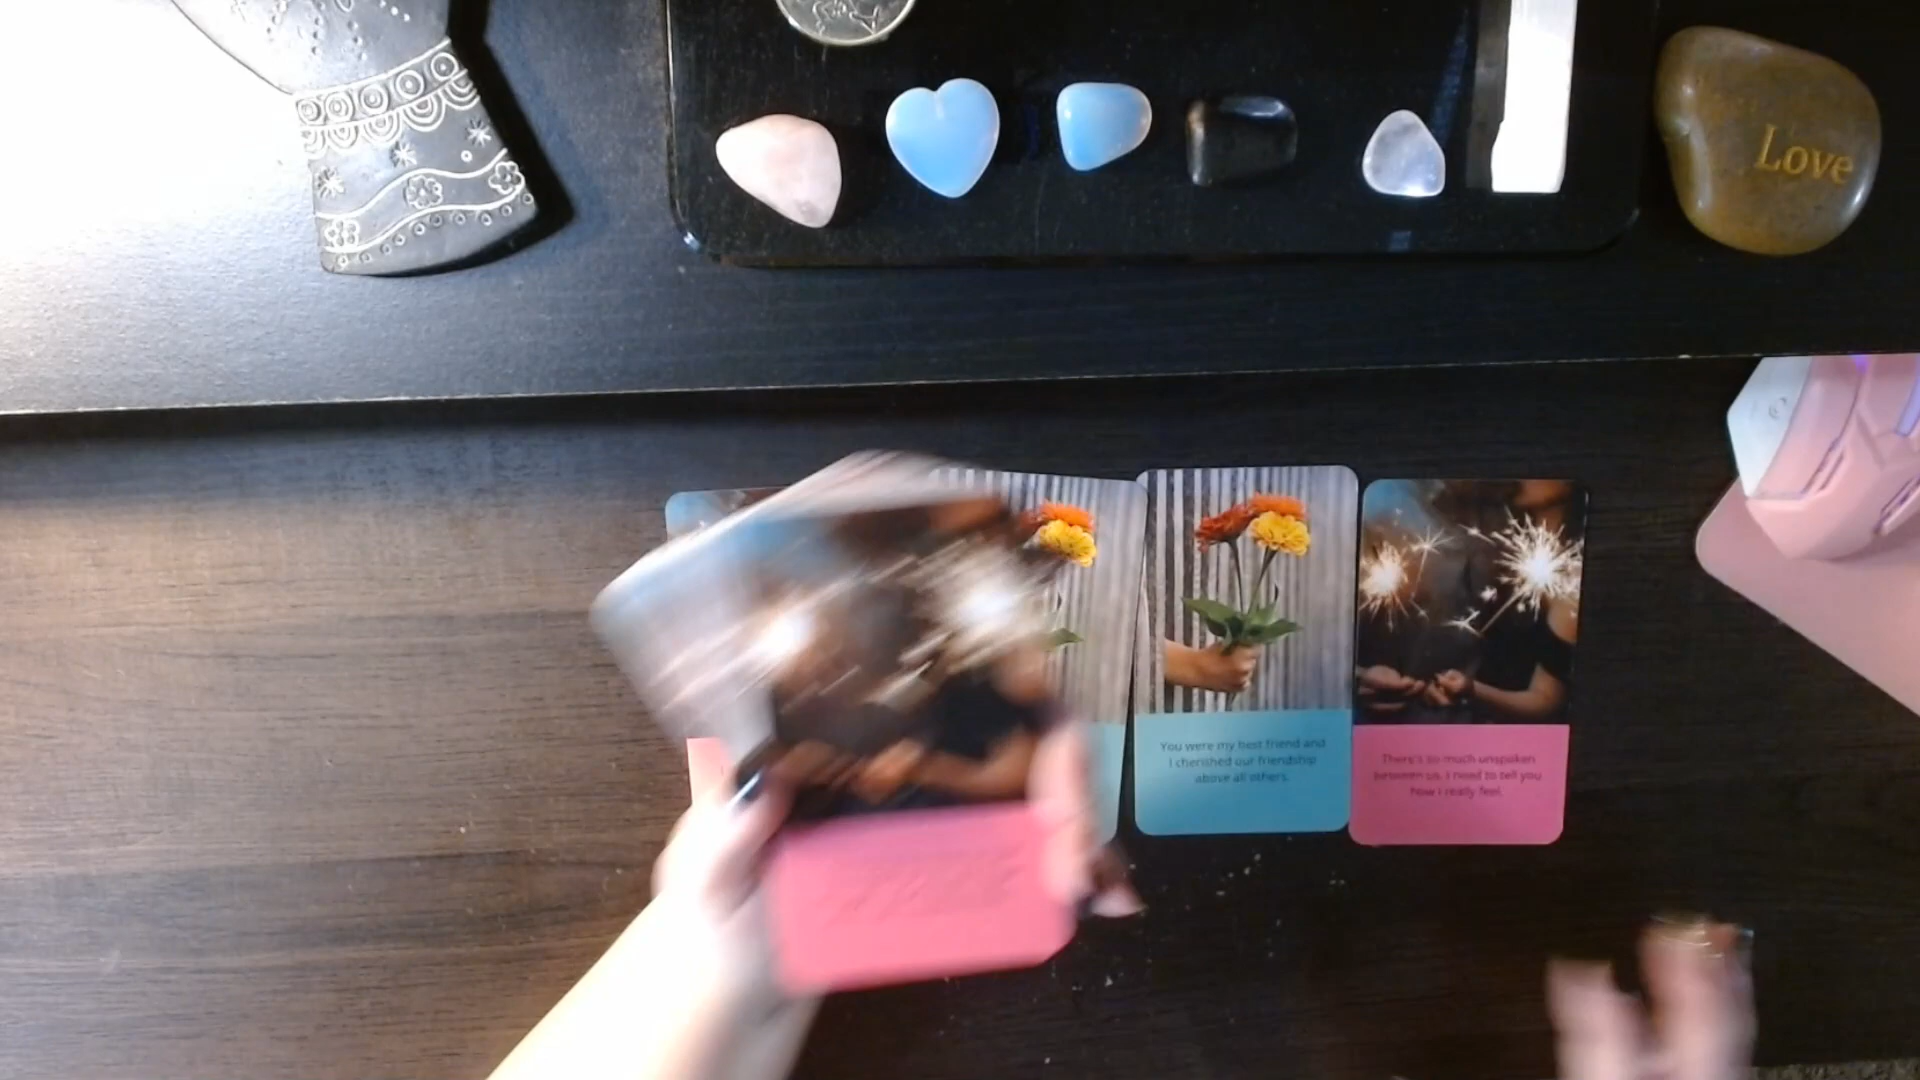 Love
You were my best friend and
I cherished our friendship
above all others.
There's so much unspoken
between us. I need to tell you
how I really feel.